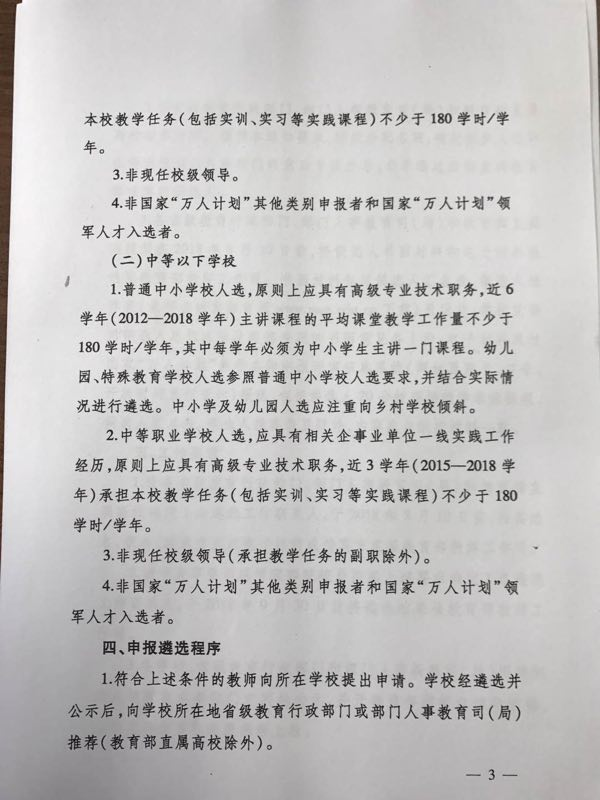 本校教学任务(包括实训、实习等实践课程)不少于 180 学时/学
年。
3.非现任校级领导。
4.非国家“万人计划”其他类别申报者和国家“万人计划”领
军人才入选者。
(二)中等以下学校
1.普通中小学校人选,原则上应具有高级专业技术职务,近 6
学年(2012—2018 学年)主讲课程的平均课堂教学工作量不少于
180 学时/学年,其中每学年必须为中小学生主讲一门课程。幼儿
园、特殊教育学校人选参照普通中小学校人选要求,并结合实际情
况进行遴选。中小学及幼儿园人选应注重向乡村学校倾斜。
2.中等职业学校人选,应具有相关企事业单位一线实践工作
经历,原则上应具有高级专业技术职务,近 3 学年(2015—2018 学
年)承担本校教学任务(包括实训、实习等实践课程)不少于 180
学时/学年。
3.非现任校级领导(承担教学任务的副职除外)。
4.非国家“万人计划”其他类别申报者和国家“万人计划”领
军人才入选者。
四、申报遴选程序
1.符合上述条件的教师向所在学校提出申请。学校经遴选并
公示后,向学校所在地省级教育行政部门或部门人事教育司(局)
推荐(教育部直属高校除外)。
— 3 —